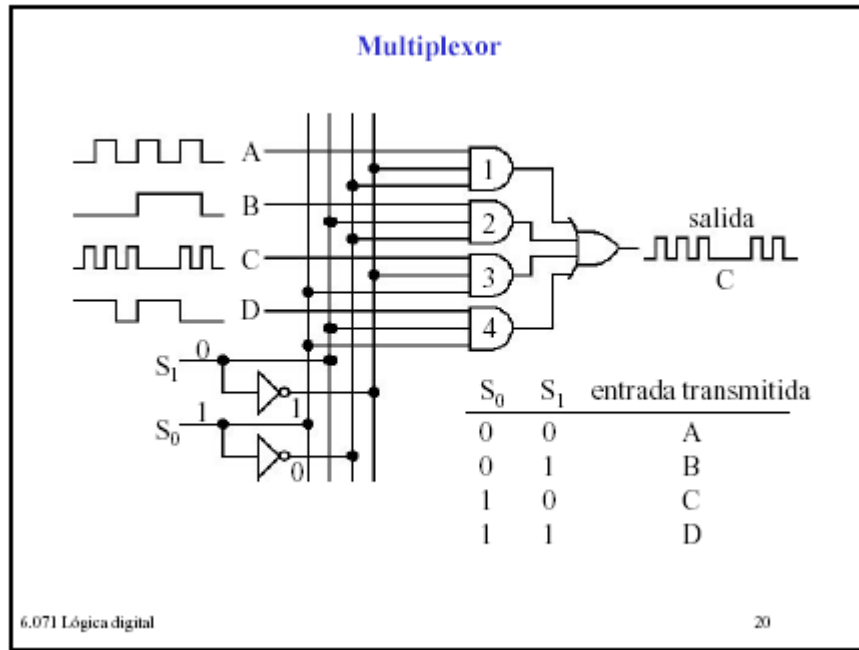 Multiplexor
A
B
C
D
1
2
3
4
salida
C
S1 0
1
S0 1
0
S0 S1 entrada transmitida
0 0 A
0 1 B
1 0 C
1 1 D
6.071 Lógica digital 20